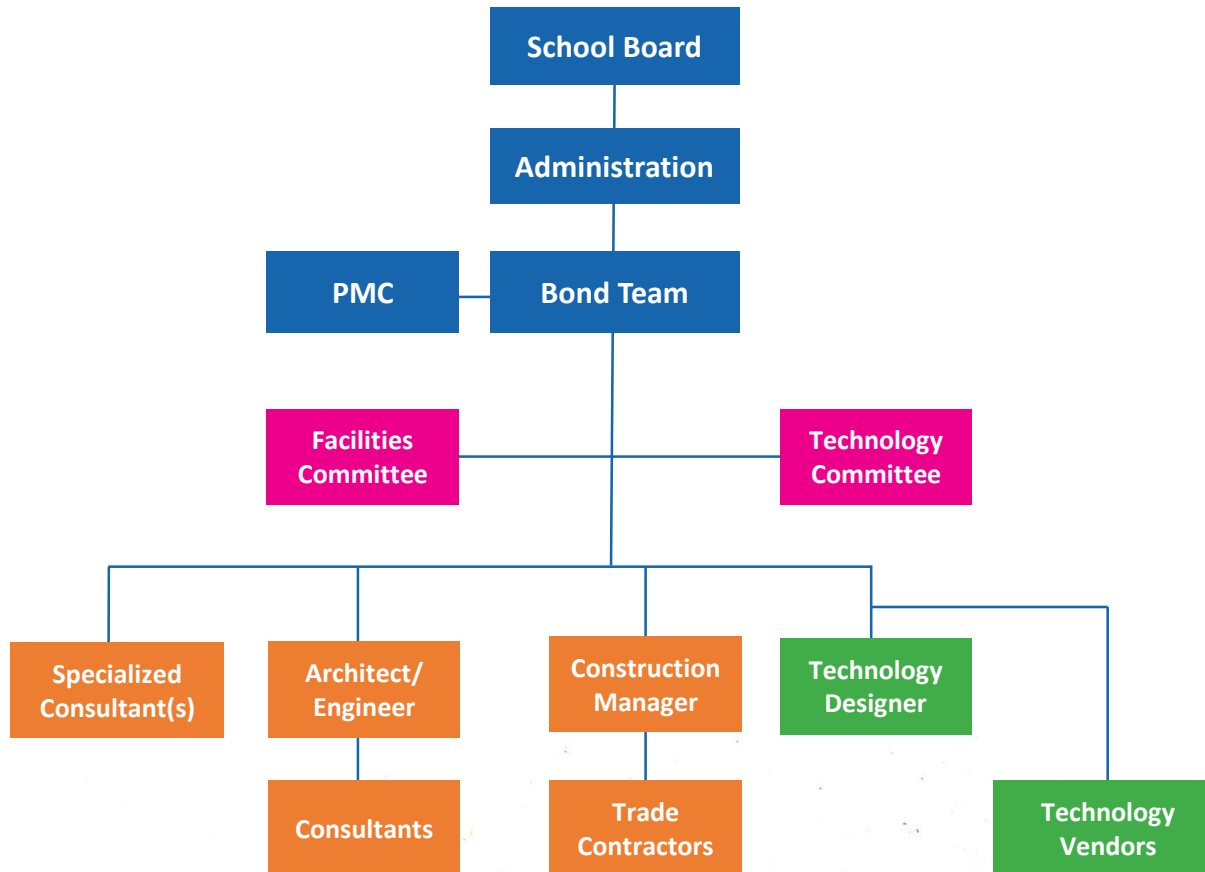 School Board
Administration
PMC
Bond Team
Facilities
Committee
Technology
Committee
Specialized
Consultant(s)
Architect/
Engineer
Construction
Manager
Technology
Designer
Consultants
Trade
Contractors
Technology
Vendors